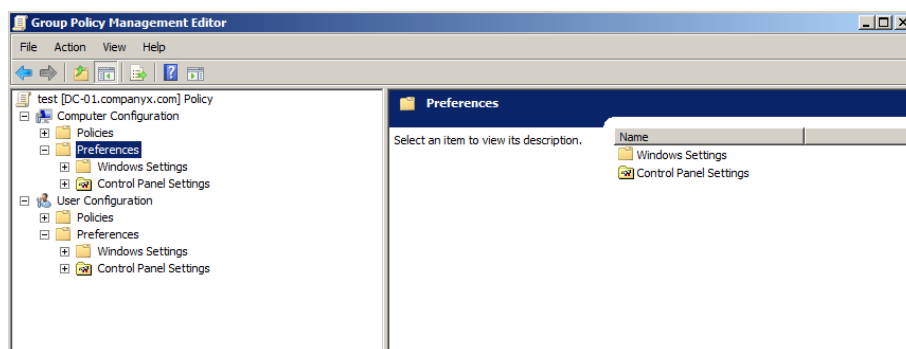 Group Policy Management Editor
File Action View Help
test [DC-01.companyx.com] Policy
Computer Configuration
Policies
Preferences
Windows Settings
Control Panel Settings
User Configuration
Policies
Preferences
Windows Settings
Control Panel Settings
Preferences
Select an item to view its description.
Name
Windows Settings
Control Panel Settings